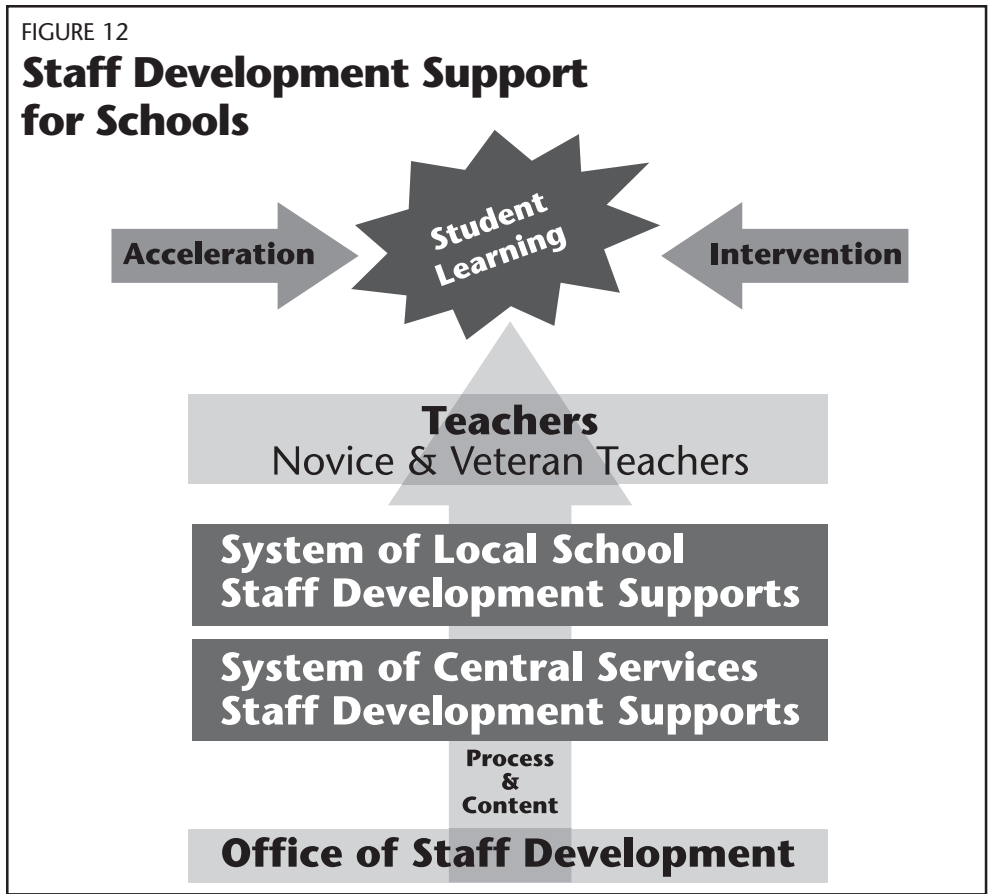 FIGURE 12
Staff Development Support
for Schools
Student
Learning
Acceleration
Intervention
Teachers
Novice & Veteran Teachers
System of Local School
Staff Development Supports
System of Central Services
Staff Development Supports
Process
&
Content
Office of Staff Development